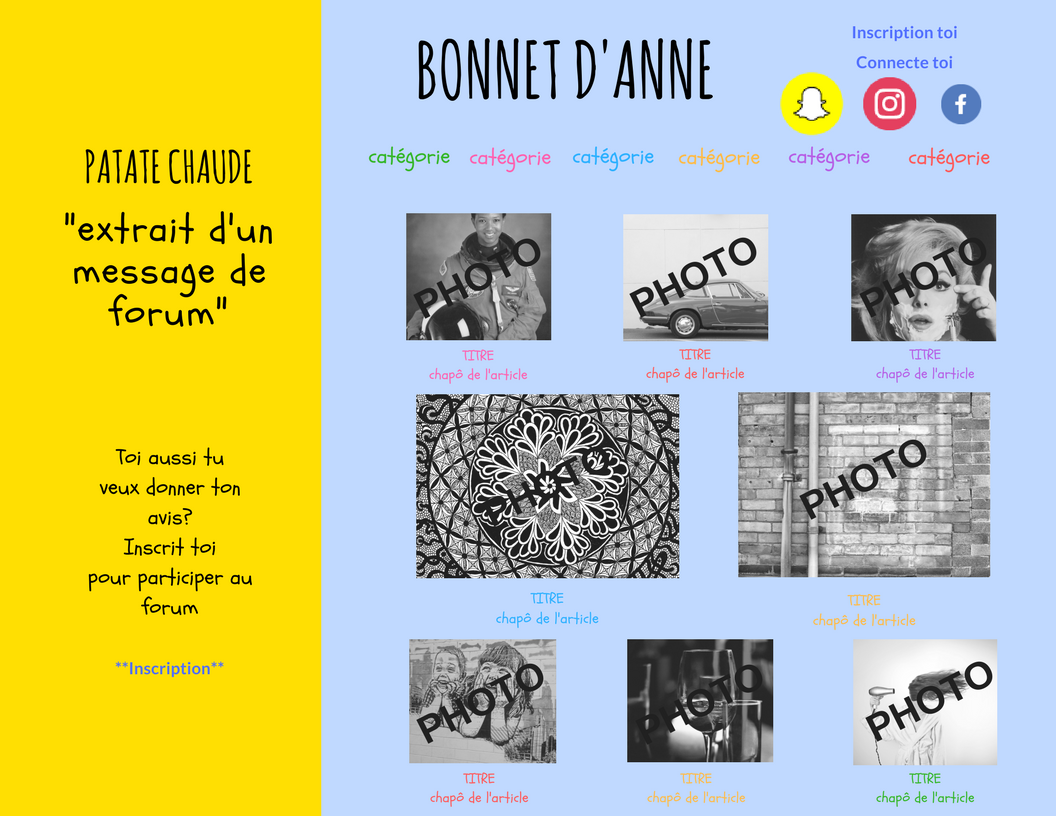 PATATE CHAUDE
"extrait d'un
message de
forum"
Toi aussi tu
veux donner ton
avis?
Inscrit toi
pour participer au
forum
**Inscription**
BONNET D'ANNE
Inscription toi
Connecte toi
f
catégorie catégorie catégorie catégorie catégorie catégorie
PHOTO PHOTO PHOTO
TITRE TITRE TITRE
chapô de l'article chapô de l'article chapô de l'article
PHOTO PHOTO
TITRE TITRE
chapô de l'article chapô de l'article
PHOTO PHOTO PHOTO
TITRE TITRE TITRE
chapô de l'article chapô de l'article chapô de l'article